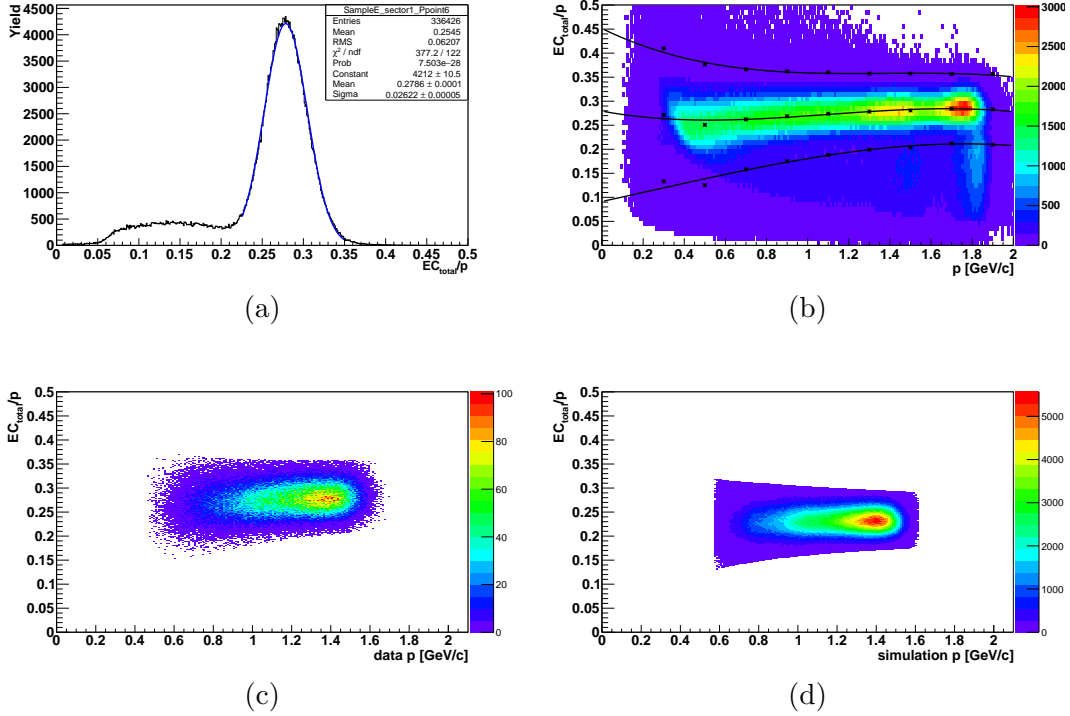 SampleE_sector1_Ppoint6
Entries 336426
Mean 0.2545
RMS 0.06207
χ² / ndf 377.2 / 122
Prob 7.503e−28
Constant 4212 ± 10.5
Mean 0.2786 ± 0.0001
Sigma 0.02622 ± 0.00005
Yield
4500
4000
3500
3000
2500
2000
1500
1000
500
0
0 0.05 0.1 0.15 0.2 0.25 0.3 0.35 0.4 0.45 0.5
EC_total/p
(a)
EC_total/p
0.5
0.45
0.4
0.35
0.3
0.25
0.2
0.15
0.1
0.05
0
0 0.2 0.4 0.6 0.8 1 1.2 1.4 1.6 1.8 2
p [GeV/c]
3000
2500
2000
1500
1000
500
0
(b)
EC_total/p
0.5
0.45
0.4
0.35
0.3
0.25
0.2
0.15
0.1
0.05
0
0 0.2 0.4 0.6 0.8 1 1.2 1.4 1.6 1.8 2
data p [GeV/c]
100
80
60
40
20
0
(c)
EC_total/p
0.5
0.45
0.4
0.35
0.3
0.25
0.2
0.15
0.1
0.05
0
0 0.2 0.4 0.6 0.8 1 1.2 1.4 1.6 1.8 2
simulation p [GeV/c]
5000
4000
3000
2000
1000
0
(d)